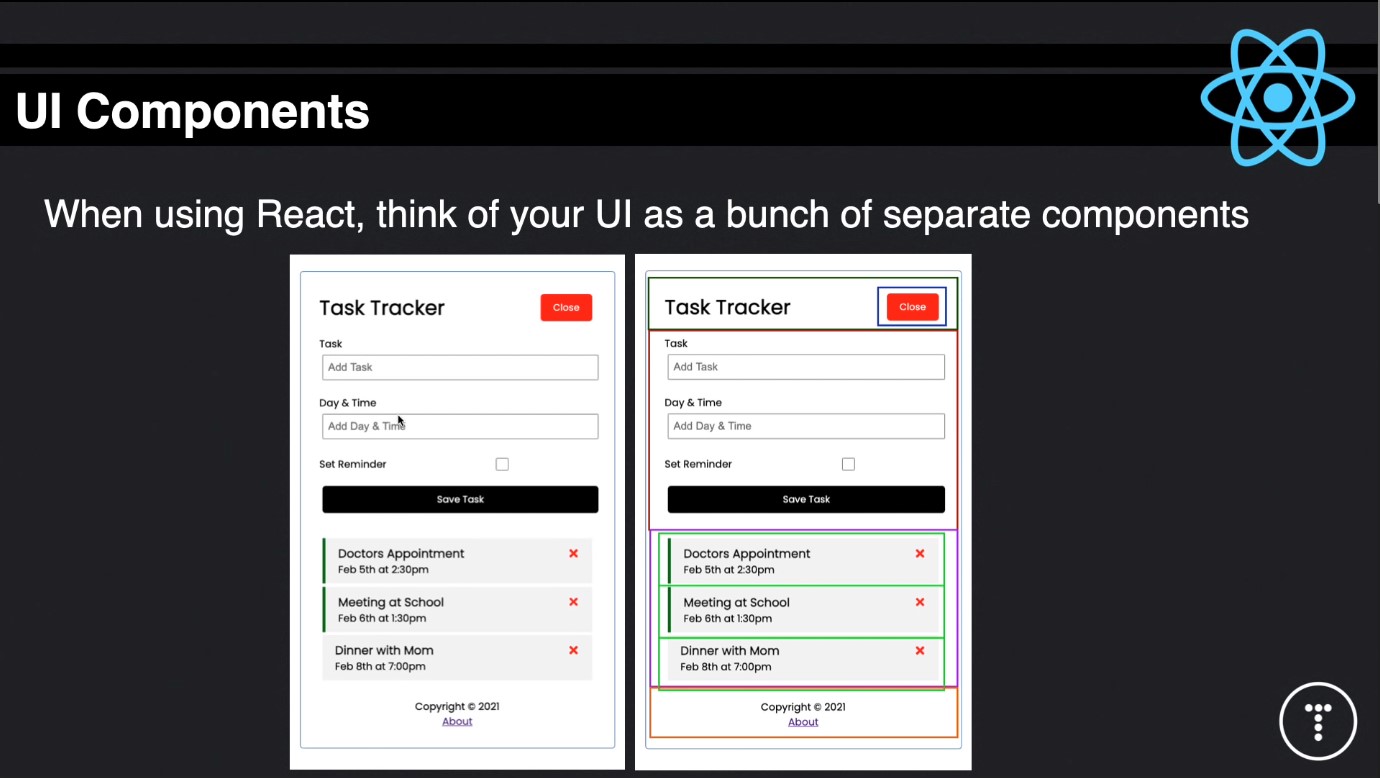 UI Components
When using React, think of your UI as a bunch of separate components
Task Tracker
Close
Task
Add Task
Day & Time
Add Day & Time
Set Reminder
Save Task
Doctors Appointment
Feb 5th at 2:30pm
Meeting at School
Feb 6th at 1:30pm
Dinner with Mom
Feb 8th at 7:00pm
Copyright © 2021
About
Task Tracker
Close
Task
Add Task
Day & Time
Add Day & Time
Set Reminder
Save Task
Doctors Appointment
Feb 5th at 2:30pm
Meeting at School
Feb 6th at 1:30pm
Dinner with Mom
Feb 8th at 7:00pm
Copyright © 2021
About
T